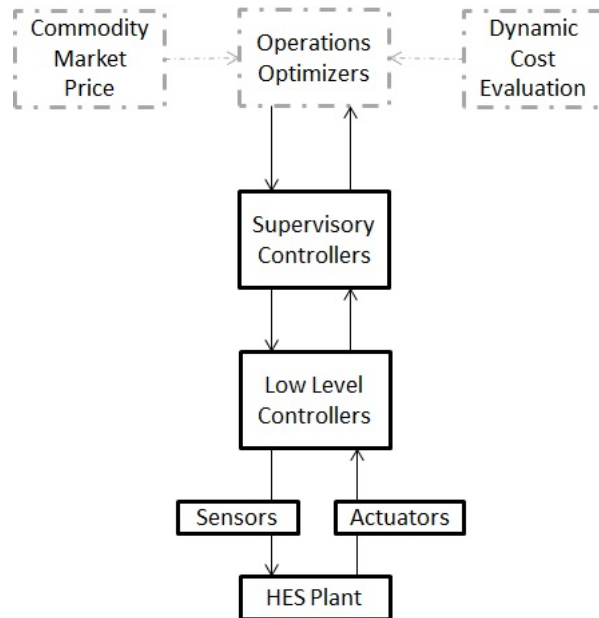 Commodity
Market
Price
Operations
Optimizers
Dynamic
Cost
Evaluation
Supervisory
Controllers
Low Level
Controllers
Sensors
Actuators
HES Plant